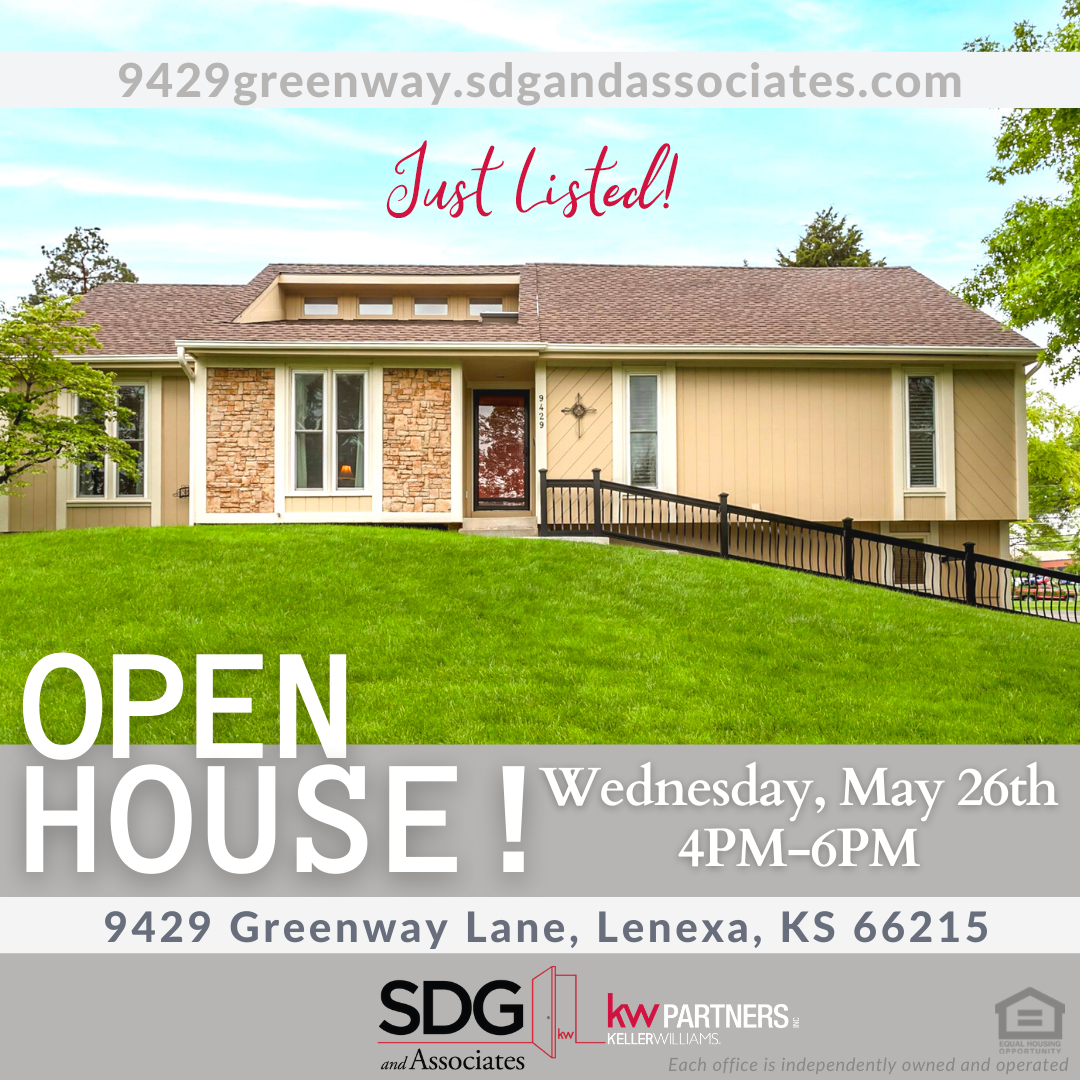 9429greenway.sdgandassociates.com
Just Listed!
9429
OPEN
HOUSE!
Wednesday, May 26th
4PM-6PM
9429 Greenway Lane, Lenexa, KS 66215
SDG
and Associates
kw
kw PARTNERS INC
KELLERWILLIAMS.
EQUAL HOUSING
OPPORTUNITY
Each office is independently owned and operated